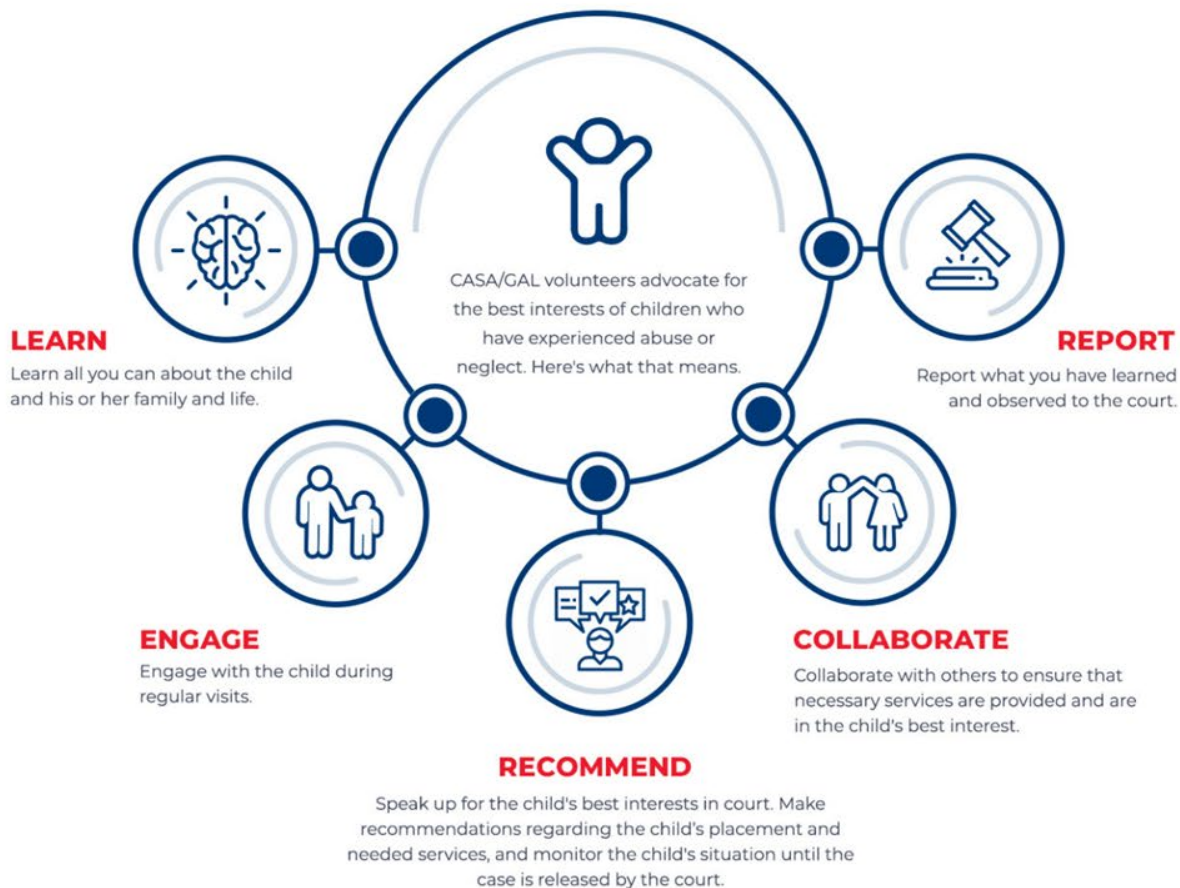 CASA/GAL volunteers advocate for
the best interests of children who
have experienced abuse or
neglect. Here's what that means.
LEARN
Learn all you can about the child
and his or her family and life.
ENGAGE
Engage with the child during
regular visits.
RECOMMEND
Speak up for the child's best interests in court. Make
recommendations regarding the child's placement and
needed services, and monitor the child's situation until the
case is released by the court.
COLLABORATE
Collaborate with others to ensure that
necessary services are provided and are
in the child's best interest.
REPORT
Report what you have learned
and observed to the court.